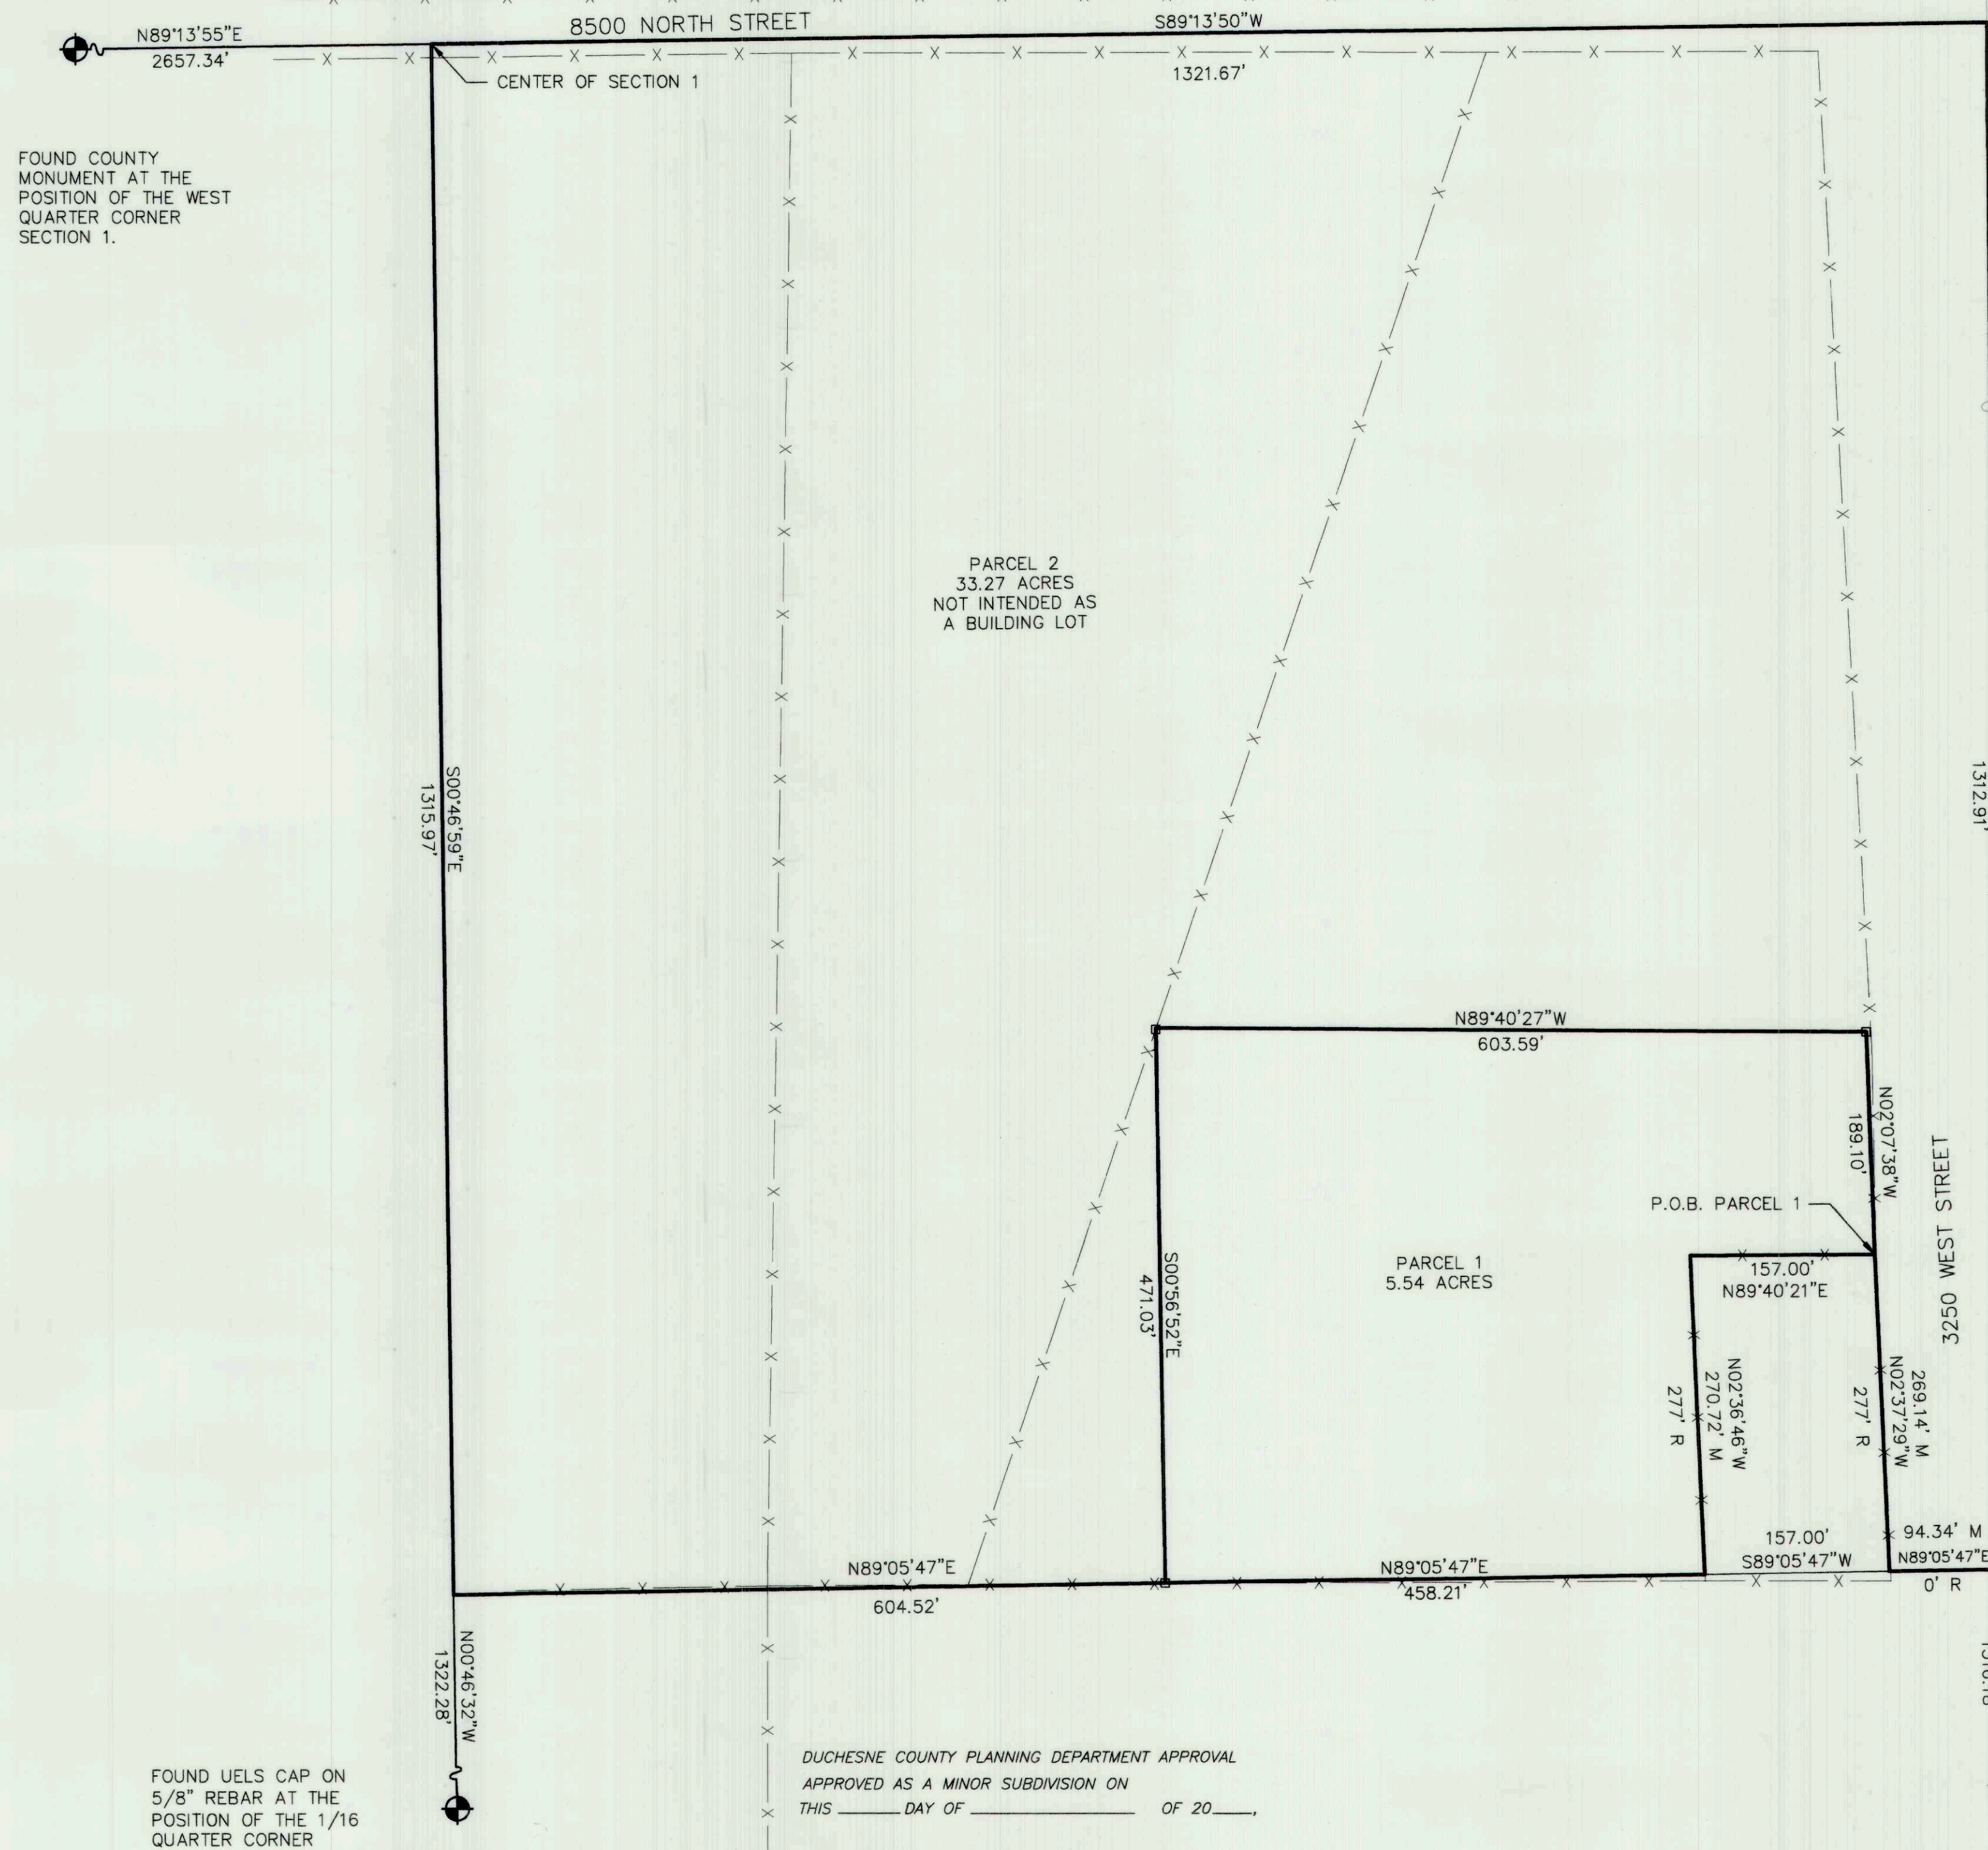 N89°13'55"E
2657.34'
8500 NORTH STREET
S89°13'50"W
1321.67'
CENTER OF SECTION 1
FOUND COUNTY
MONUMENT AT THE
POSITION OF THE WEST
QUARTER CORNER
SECTION 1.
PARCEL 2
33.27 ACRES
NOT INTENDED AS
A BUILDING LOT
S00°46'59"E
1315.97'
1312.91'
N89°40'27"W
603.59'
N02°07'38"W
189.10'
3250 WEST STREET
P.O.B. PARCEL 1
PARCEL 1
5.54 ACRES
S00°56'52"E
471.03'
157.00'
N89°40'21"E
N02°36'46"W
270.72' M
277' R
269.14' M
N02°37'29"W
277' R
157.00'
S89°05'47"W
94.34' M
N89°05'47"E
0' R
N89°05'47"E
604.52'
N89°05'47"E
458.21'
N00°46'32"W
1322.28'
FOUND UELS CAP ON
5/8" REBAR AT THE
POSITION OF THE 1/16
QUARTER CORNER
DUCHESNE COUNTY PLANNING DEPARTMENT APPROVAL
APPROVED AS A MINOR SUBDIVISION ON
THIS ______ DAY OF ________________ OF 20____,